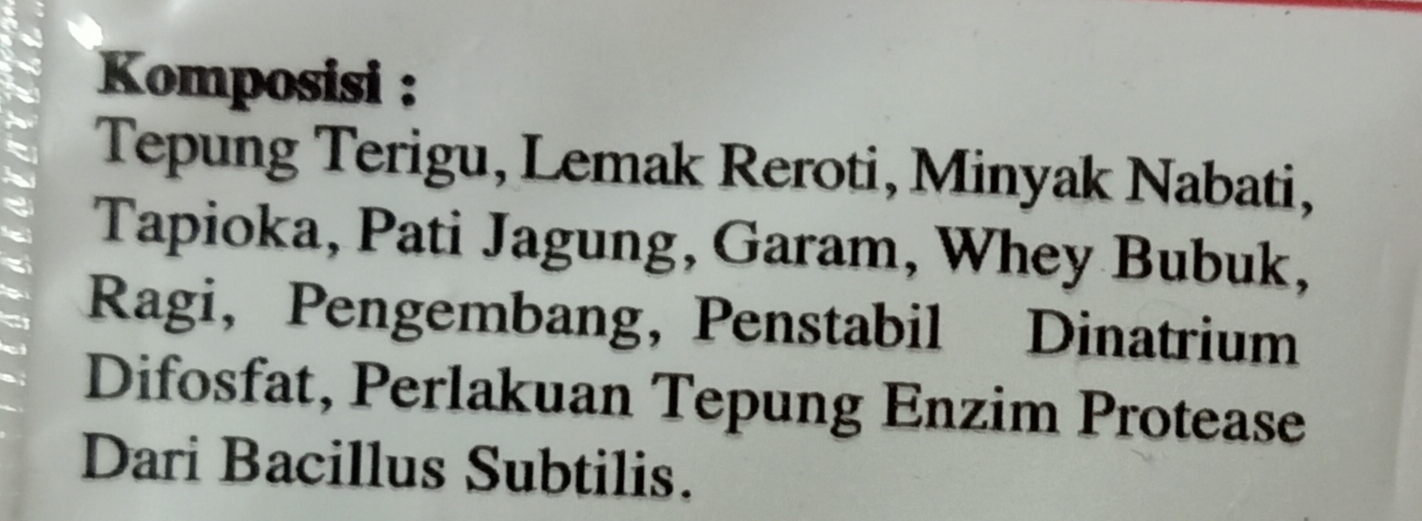 Komposisi :
Tepung Terigu, Lemak Reroti, Minyak Nabati,
Tapioka, Pati Jagung, Garam, Whey Bubuk,
Ragi, Pengembang, Penstabil Dinatrium
Difosfat, Perlakuan Tepung Enzim Protease
Dari Bacillus Subtilis.